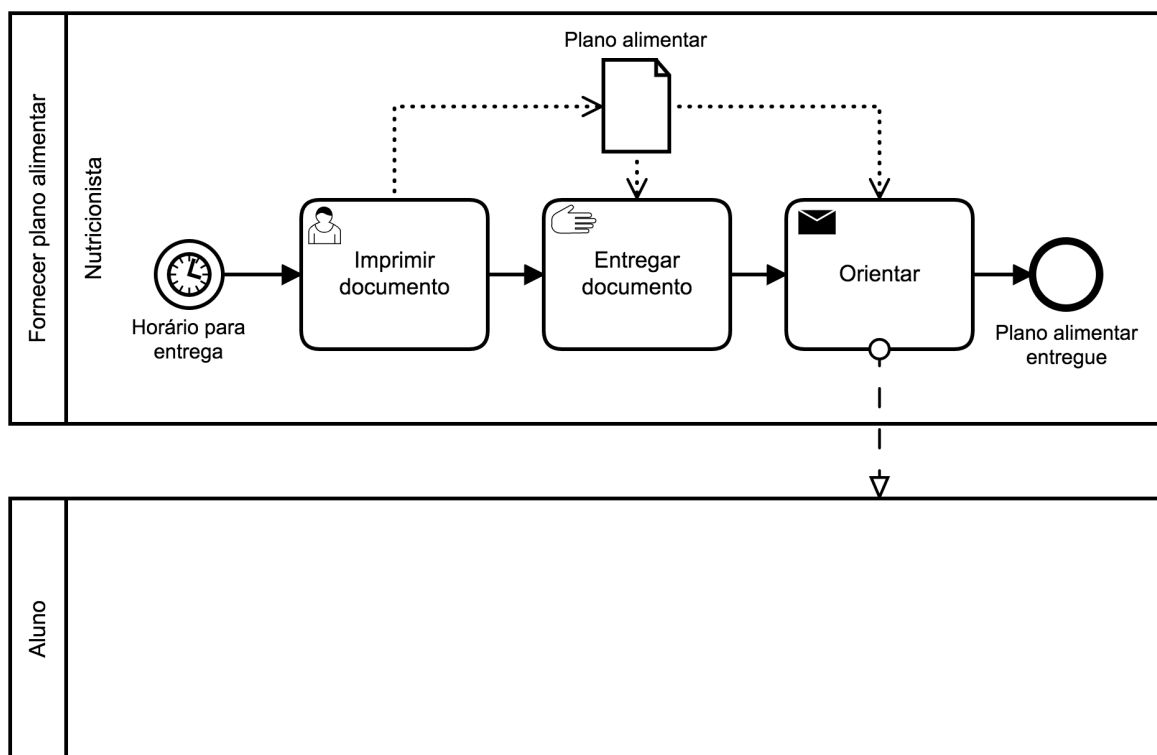 Fornecer plano alimentar
Nutricionista
Plano alimentar
Horário para
entrega
Imprimir
documento
Entregar
documento
Orientar
Plano alimentar
entregue
Aluno